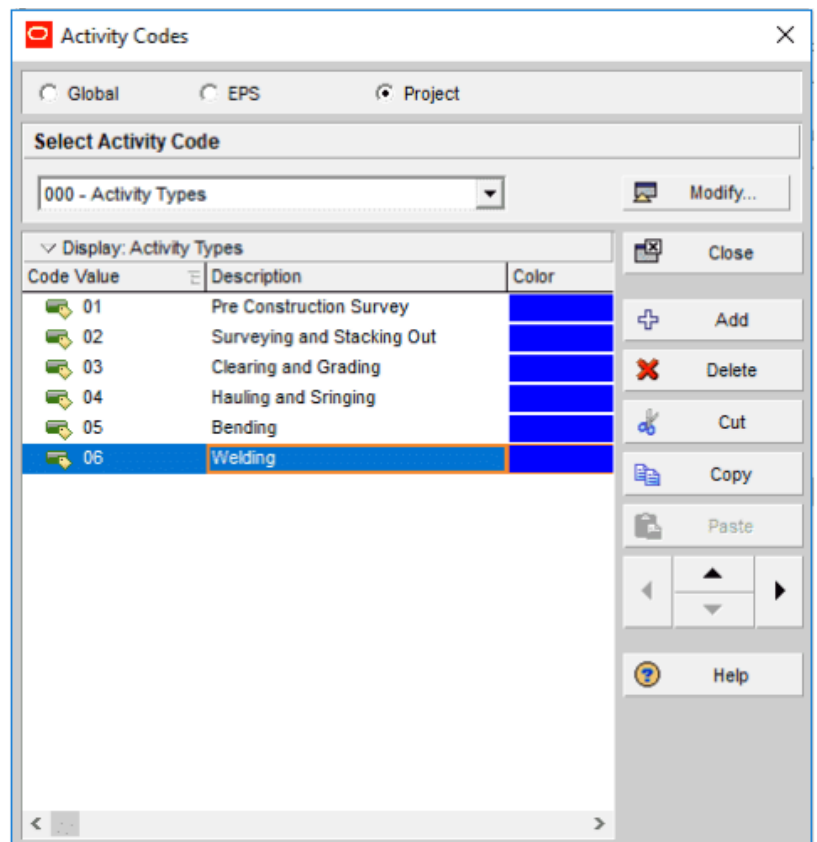 Activity Codes
Global EPS Project
Select Activity Code
000 - Activity Types Modify...
Display: Activity Types Close
Code Value Description Color
01 Pre Construction Survey
02 Surveying and Stacking Out
03 Clearing and Grading
04 Hauling and Sringing
05 Bending
06 Welding
Add
Delete
Cut
Copy
Paste
Help